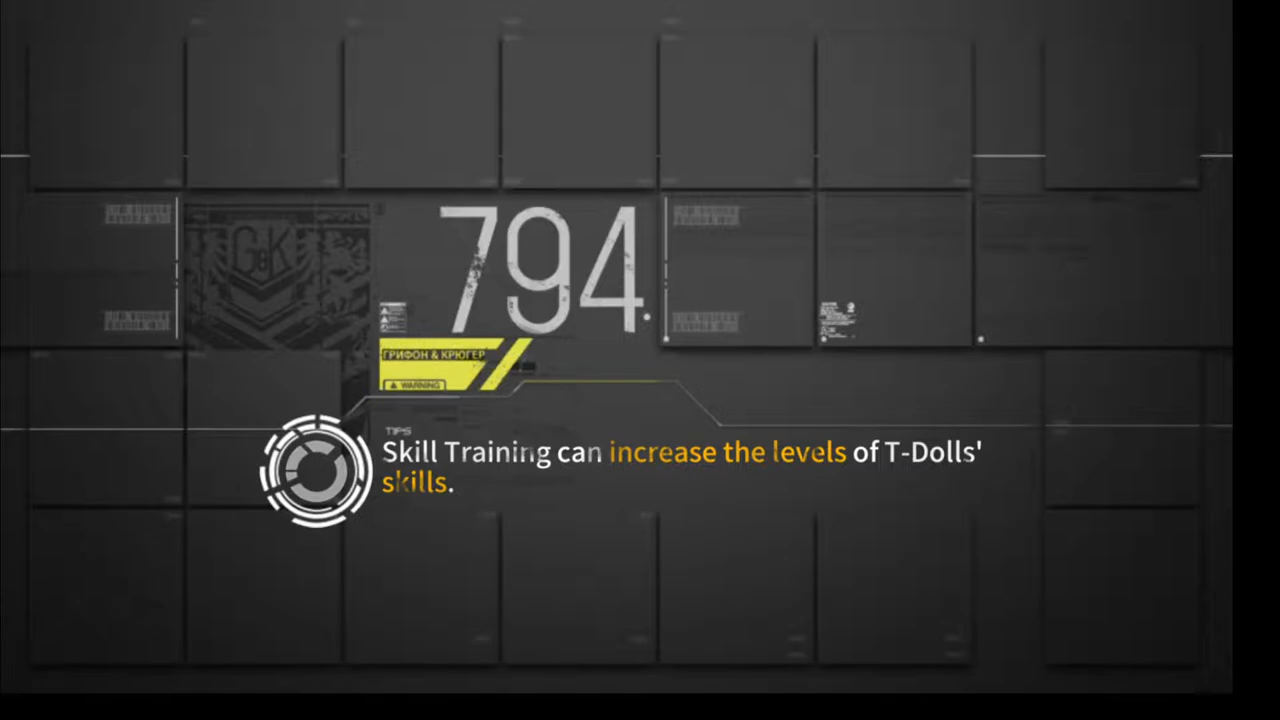 G&K
794.
ГРИФОН & КРЮГЕР
WARNING
TIPS
Skill Training can increase the levels of T-Dolls'
skills.